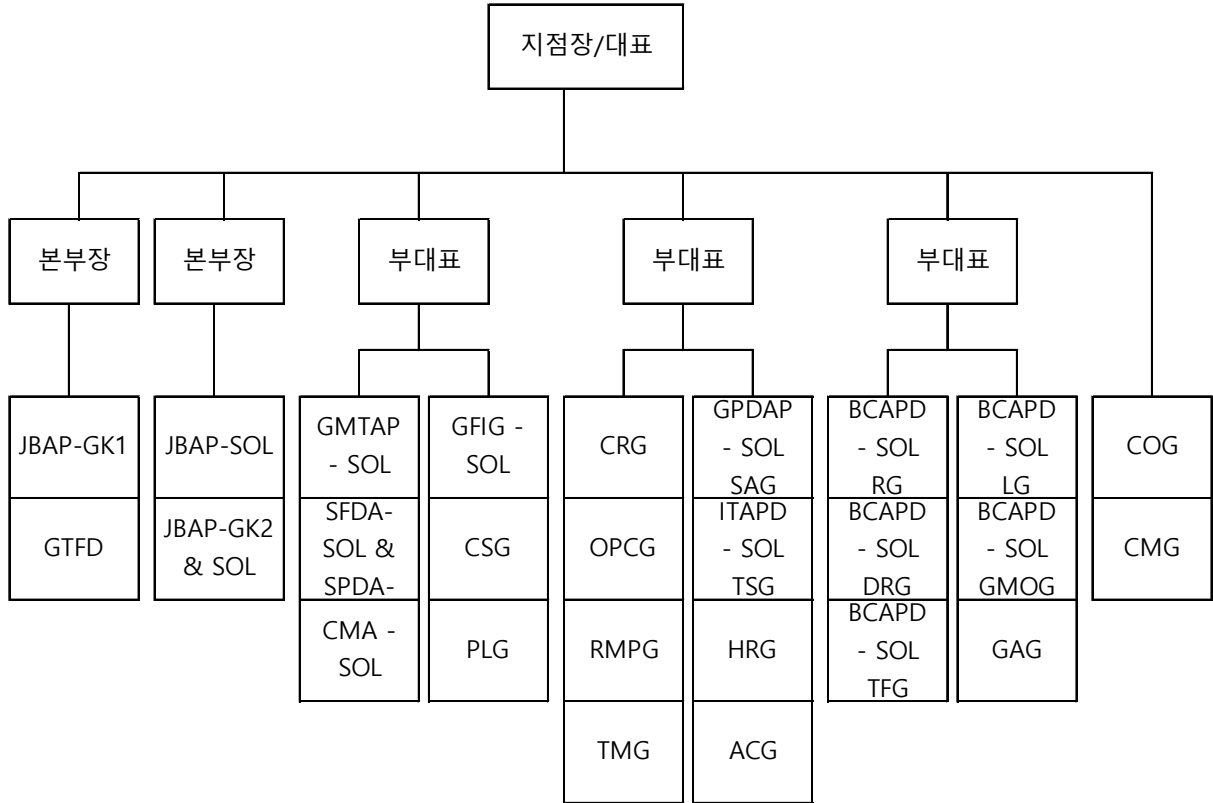 지점장/대표
본부장
본부장
부대표
부대표
부대표
JBAP-GK1
GTFD
JBAP-SOL
JBAP-GK2
& SOL
GMTAP
- SOL
SFDA-
SOL &
SPDA-
CMA -
SOL
GFIG -
SOL
CSG
PLG
CRG
OPCG
RMPG
TMG
GPDAP
- SOL
SAG
ITAPD
- SOL
TSG
HRG
ACG
BCAPD
- SOL
RG
BCAPD
- SOL
DRG
BCAPD
- SOL
TFG
BCAPD
- SOL
LG
BCAPD
- SOL
GMOG
GAG
COG
CMG